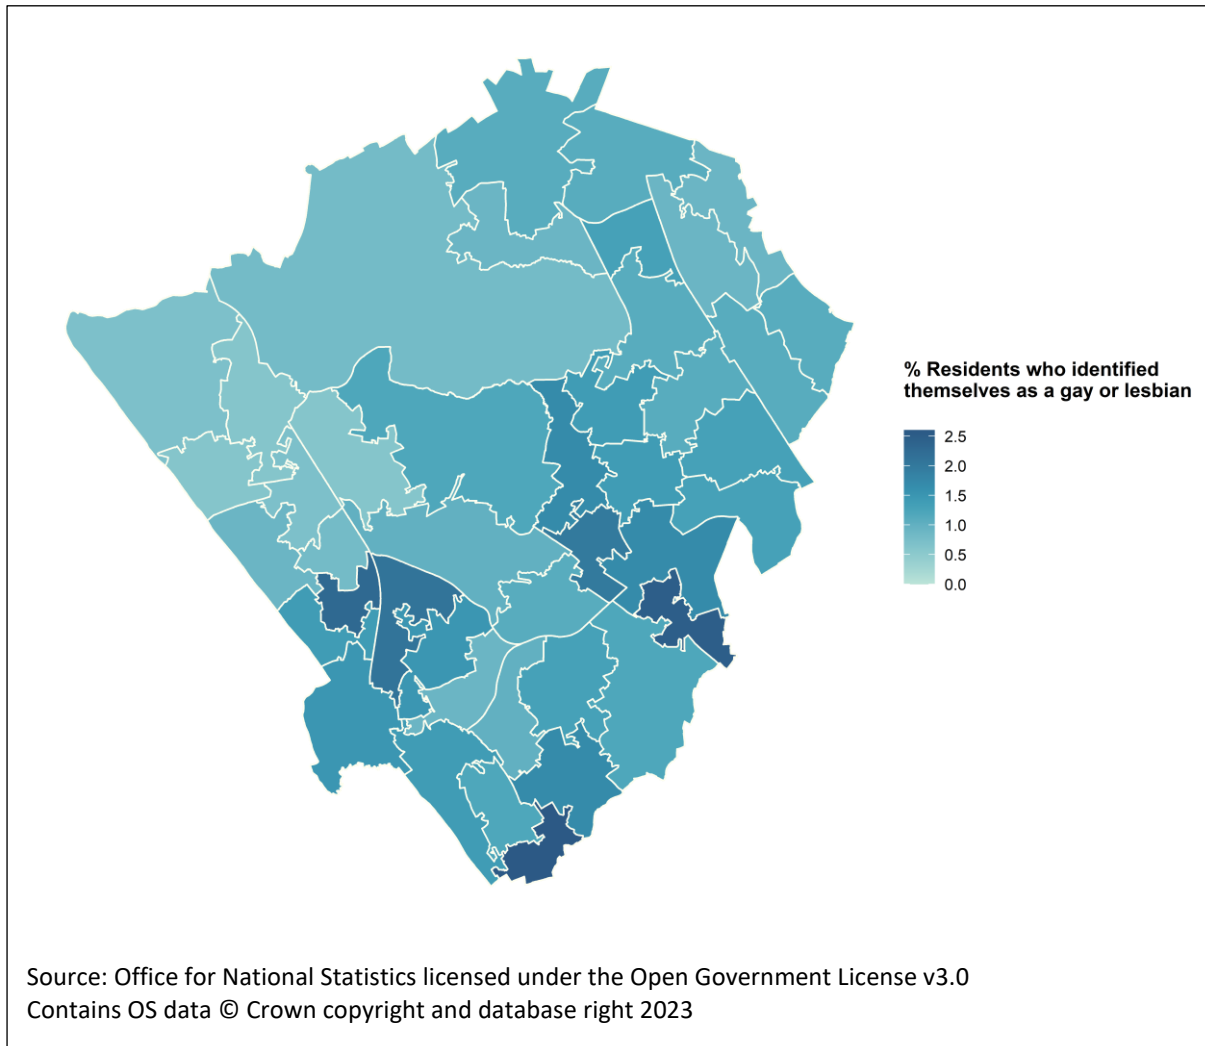 % Residents who identified
themselves as a gay or lesbian
2.5
2.0
1.5
1.0
0.5
0.0
Source: Office for National Statistics licensed under the Open Government License v3.0
Contains OS data © Crown copyright and database right 2023